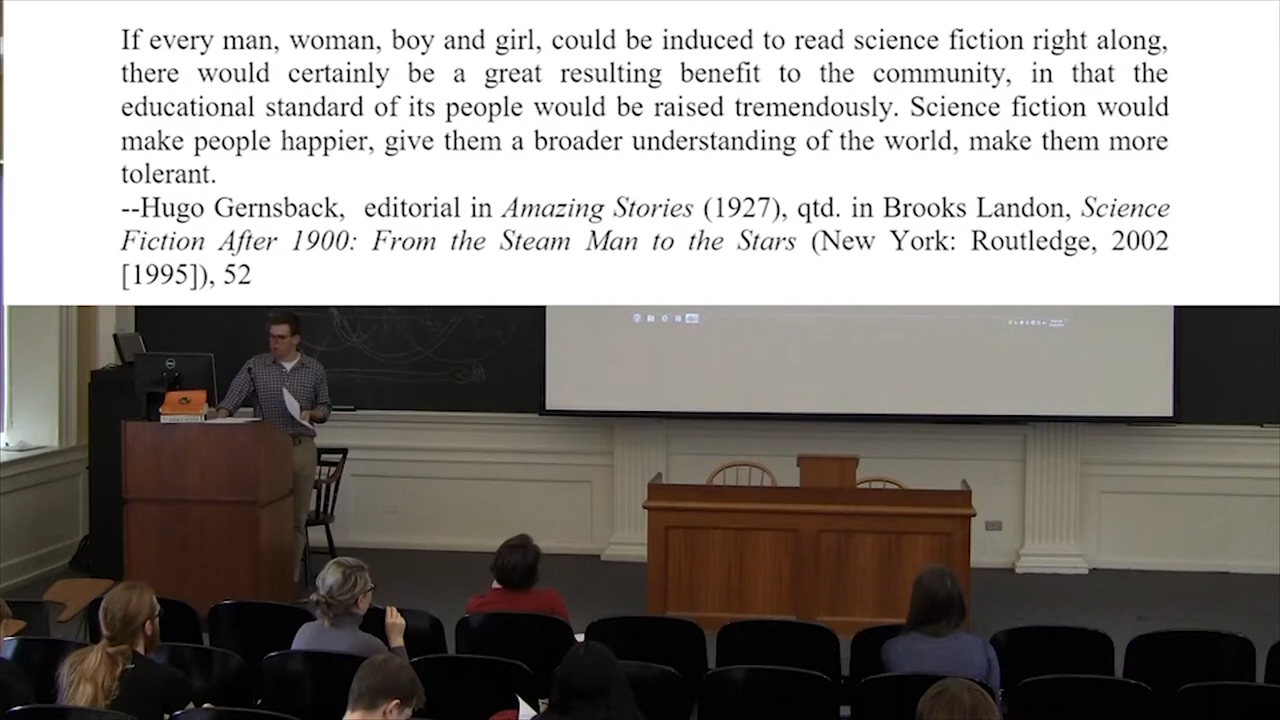 If every man, woman, boy and girl, could be induced to read science fiction right along,
there would certainly be a great resulting benefit to the community, in that the
educational standard of its people would be raised tremendously. Science fiction would
make people happier, give them a broader understanding of the world, make them more
tolerant.
--Hugo Gernsback, editorial in Amazing Stories (1927), qtd. in Brooks Landon, Science
Fiction After 1900: From the Steam Man to the Stars (New York: Routledge, 2002
[1995]), 52
DELL